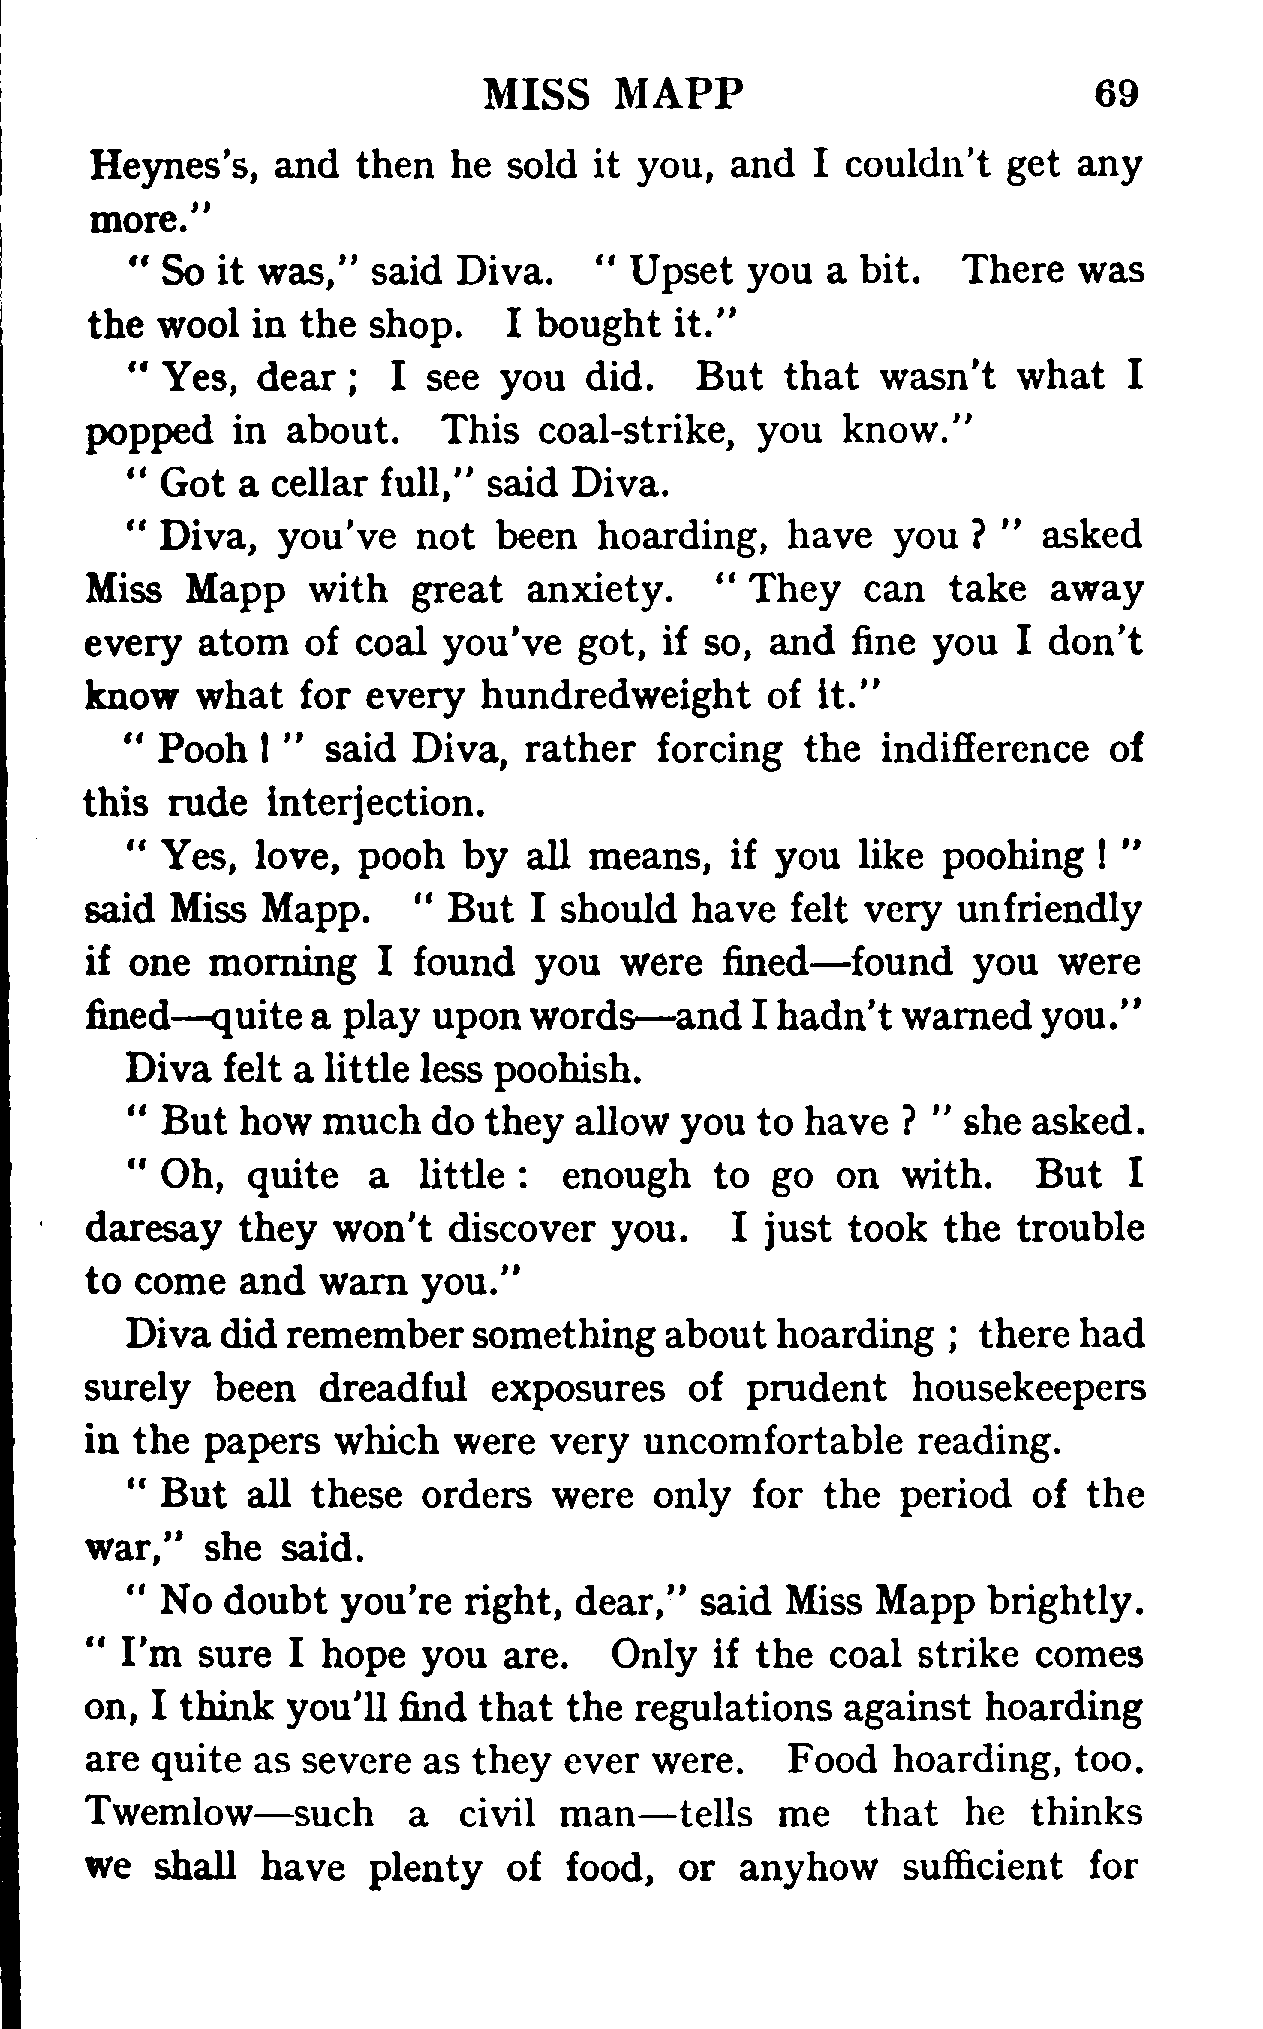 MISS MAPP 69
Heynes's, and then he sold it you, and I couldn't get any
more."
" So it was," said Diva. " Upset you a bit. There was
the wool in the shop. I bought it."
" Yes, dear ; I see you did. But that wasn't what I
popped in about. This coal-strike, you know."
" Got a cellar full," said Diva.
" Diva, you've not been hoarding, have you ? " asked
Miss Mapp with great anxiety. " They can take away
every atom of coal you've got, if so, and fine you I don't
know what for every hundredweight of it."
" Pooh ! " said Diva, rather forcing the indifference of
this rude interjection.
" Yes, love, pooh by all means, if you like poohing ! "
said Miss Mapp. " But I should have felt very unfriendly
if one morning I found you were fined—found you were
fined—quite a play upon words—and I hadn't warned you."
Diva felt a little less poohish.
" But how much do they allow you to have ? " she asked.
" Oh, quite a little : enough to go on with. But I
daresay they won't discover you. I just took the trouble
to come and warn you."
Diva did remember something about hoarding ; there had
surely been dreadful exposures of prudent housekeepers
in the papers which were very uncomfortable reading.
" But all these orders were only for the period of the
war," she said.
" No doubt you're right, dear," said Miss Mapp brightly.
" I'm sure I hope you are. Only if the coal strike comes
on, I think you'll find that the regulations against hoarding
are quite as severe as they ever were. Food hoarding, too.
Twemlow—such a civil man—tells me that he thinks
we shall have plenty of food, or anyhow sufficient for